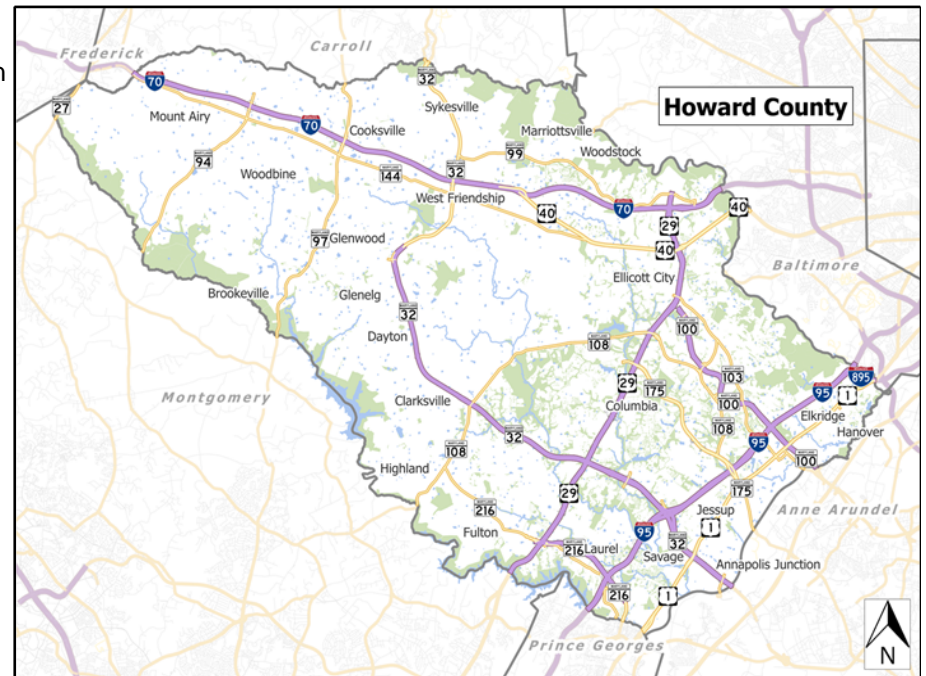 n
Frederick
Carroll
70
32
27
Sykesville
Howard County
Mount Airy
70
Cooksville
Marriottsville
99
Woodstock
94
32
144
Woodbine
West Friendship
40
70
40
29
97
Glenwood
40
Ellicott City
Baltimore
Brookeville
Glenelg
32
100
Dayton
108
103
895
29
175
95
Montgomery
Clarksville
Columbia
100
1
Elkridge
108
Hanover
32
95
108
100
Highland
175
29
Anne Arundel
216
Jessup
1
Fulton
95
216
Laurel
32
Savage
Annapolis Junction
216
1
Prince Georges
N